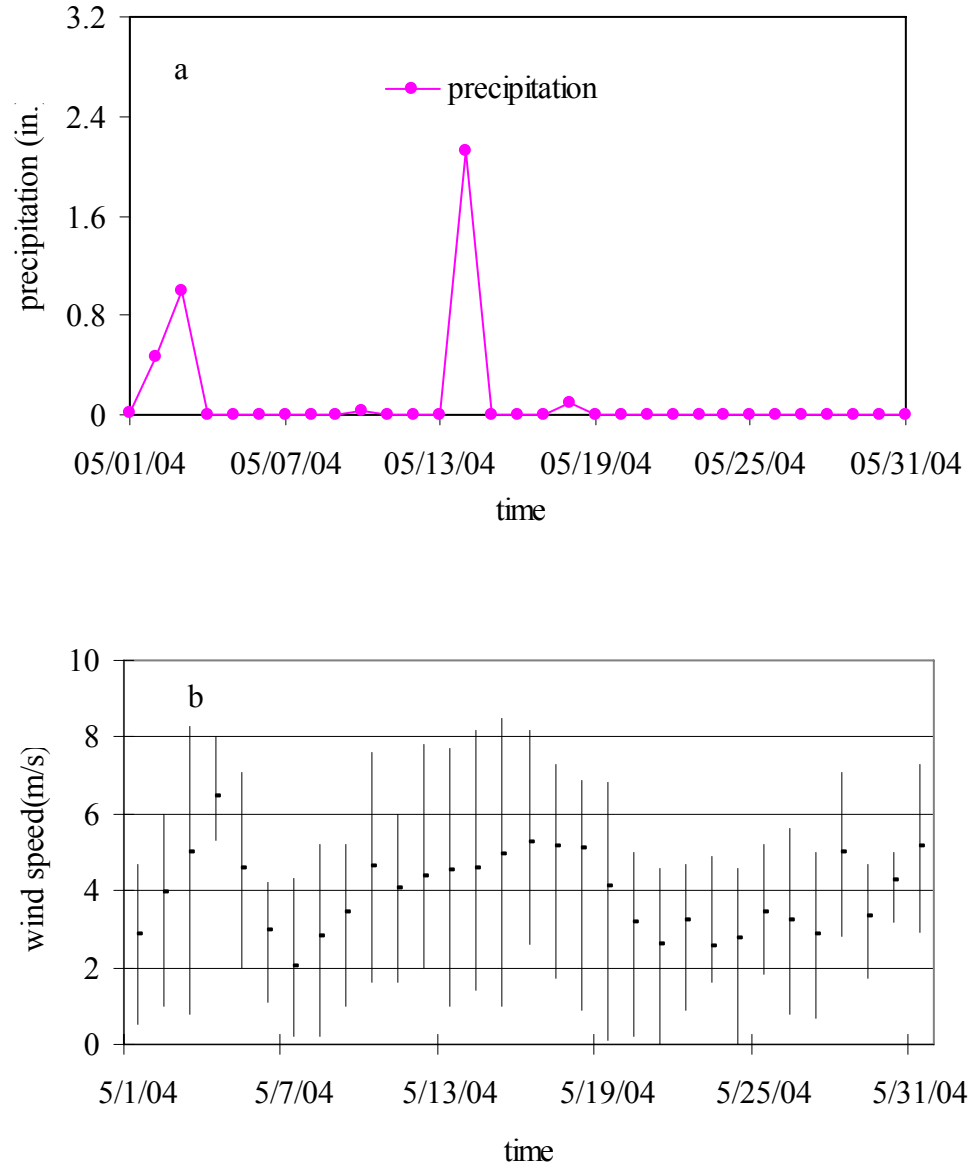 3.2
a
precipitation
2.4
precipitation (in.
1.6
0.8
0
05/01/04 05/07/04 05/13/04 05/19/04 05/25/04 05/31/04
time
10
b
8
wind speed(m/s)
6
4
2
0
5/1/04 5/7/04 5/13/04 5/19/04 5/25/04 5/31/04
time